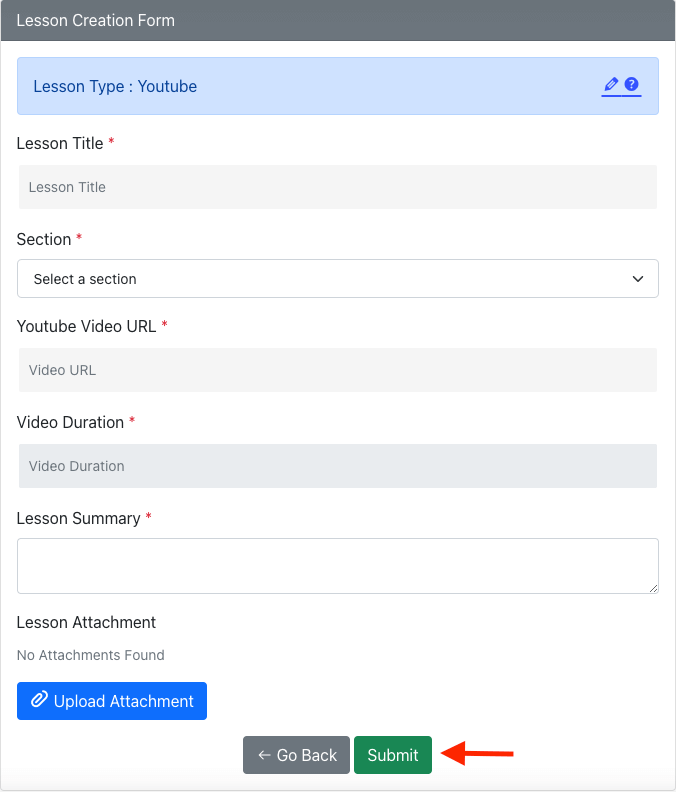 Lesson Creation Form
Lesson Type : Youtube
Lesson Title *
Lesson Title
Section *
Select a section
Youtube Video URL *
Video URL
Video Duration *
Video Duration
Lesson Summary *
Lesson Attachment
No Attachments Found
Upload Attachment
← Go Back Submit